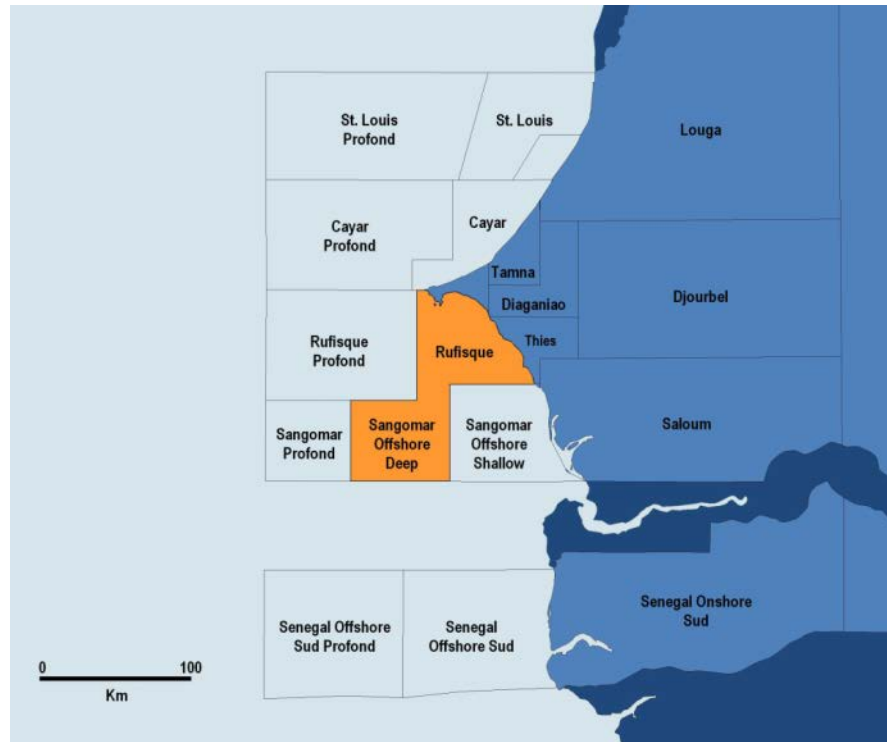 St. Louis
Profond
St. Louis
Louga
Cayar
Profond
Cayar
Tamna
Diaganiao
Djourbel
Rufisque
Profond
Rufisque
Thies
Sangomar
Profond
Sangomar
Offshore
Deep
Sangomar
Offshore
Shallow
Saloum
Senegal Offshore
Sud Profond
Senegal
Offshore Sud
Senegal Onshore
Sud
0 100
Km